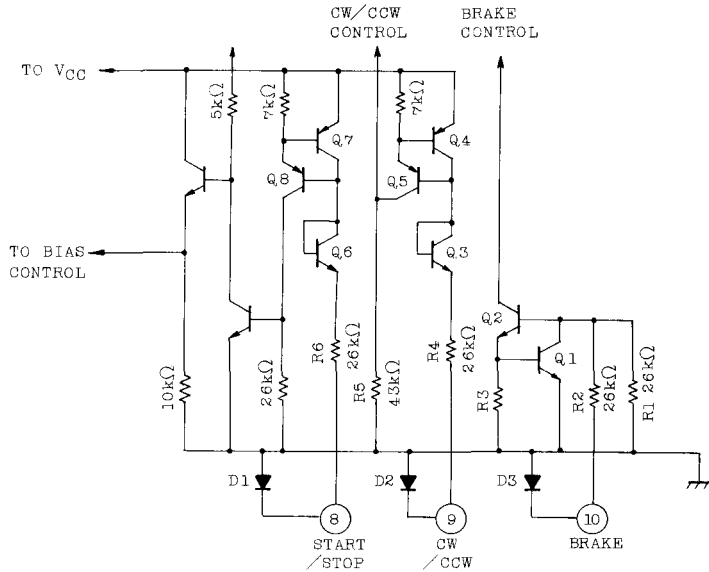 CW/CCW
CONTROL
BRAKE
CONTROL
TO VCC
5kΩ
7kΩ
Q7
7kΩ
Q4
Q8
Q5
Q6
Q3
TO BIAS
CONTROL
Q2
Q1
10kΩ
26kΩ
R6
26kΩ
R5
43kΩ
R4
26kΩ
R3
R2
26kΩ
R1
26kΩ
D1
D2
D3
8
9
10
START
/STOP
CW
/CCW
BRAKE